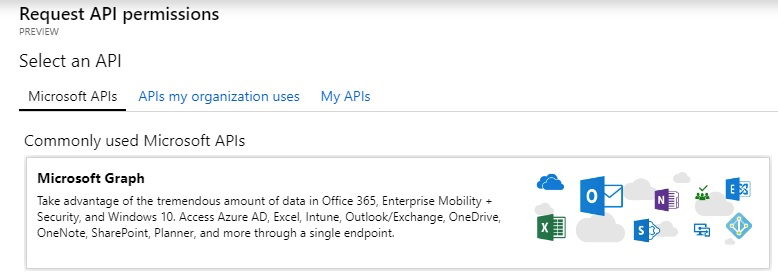 Request API permissions
PREVIEW
Select an API
Microsoft APIs APIs my organization uses My APIs
Commonly used Microsoft APIs
Microsoft Graph
Take advantage of the tremendous amount of data in Office 365, Enterprise Mobility +
Security, and Windows 10. Access Azure AD, Excel, Intune, Outlook/Exchange, OneDrive,
OneNote, SharePoint, Planner, and more through a single endpoint.